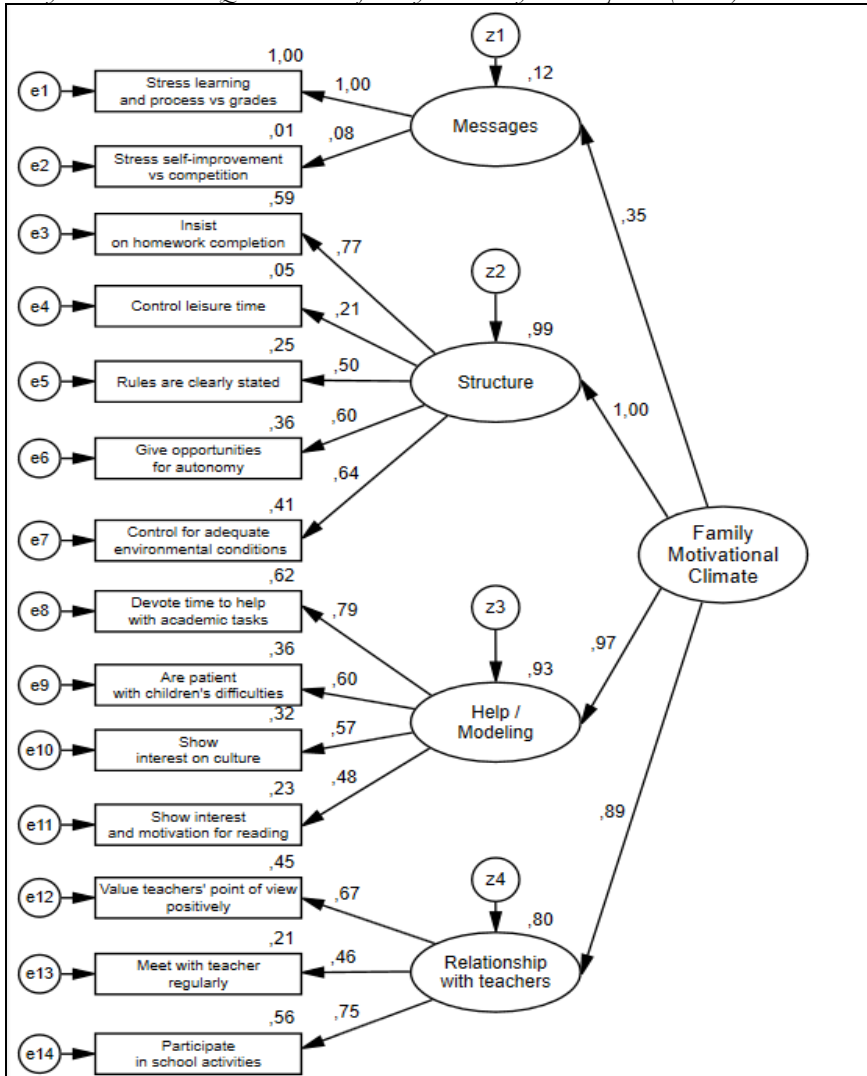 z1
1,00
,12
e1
Stress learning
and process vs grades
1,00
Messages
,01
,08
e2
Stress self-improvement
vs competition
,59
,35
e3
Insist
on homework completion
,77
z2
,05
e4
Control leisure time
,21
,99
,25
e5
Rules are clearly stated
,50
Structure
,36
,60
1,00
e6
Give opportunities
for autonomy
,64
,41
e7
Control for adequate
environmental conditions
Family
Motivational
Climate
,62
e8
Devote time to help
with academic tasks
,79
z3
,97
,36
,93
e9
Are patient
with children's difficulties
,60
,32
Help /
Modeling
e10
Show
interest on culture
,57
,48
,23
e11
Show interest
and motivation for reading
,89
,45
z4
e12
Value teachers' point of view
positively
,67
,80
,21
e13
Meet with teacher
regularly
,46
Relationship
with teachers
,56
,75
e14
Participate
in school activities